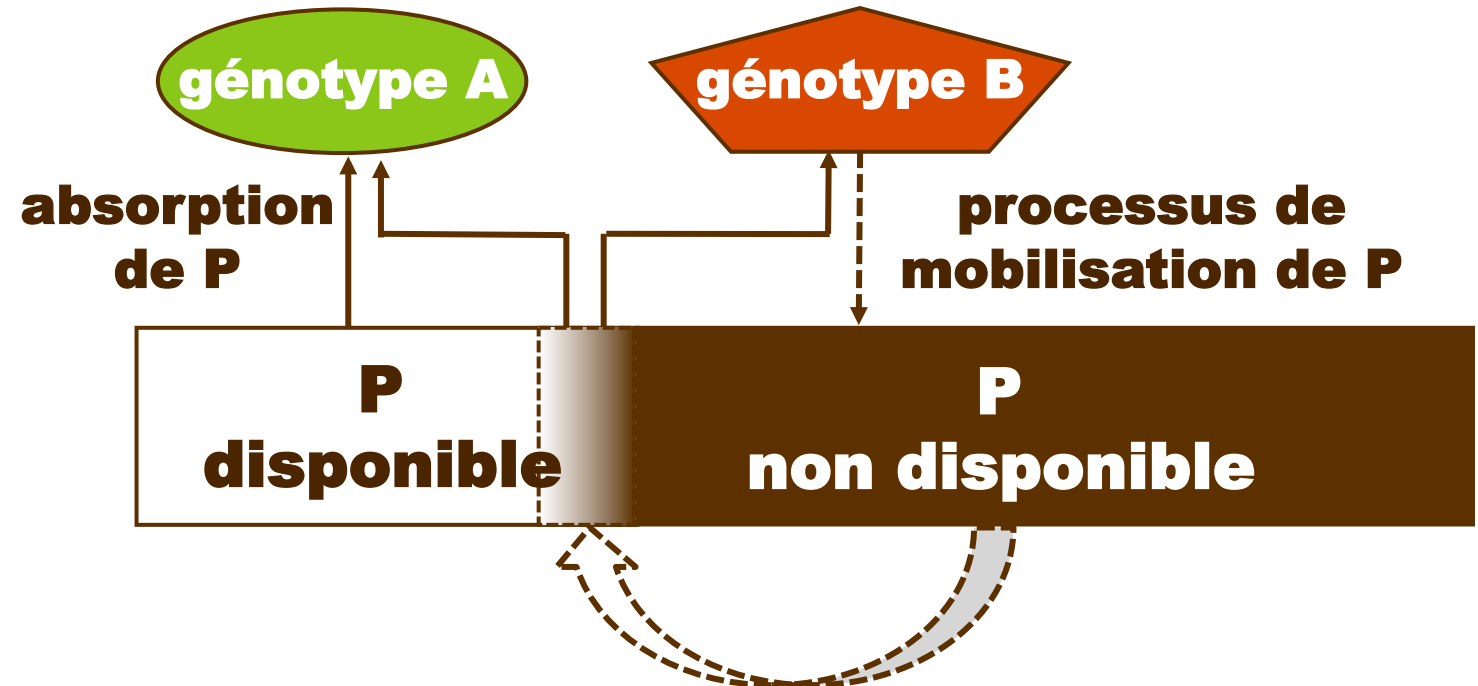 génotype A
génotype B
absorption
de P
processus de
mobilisation de P
P
disponible
P
non disponible